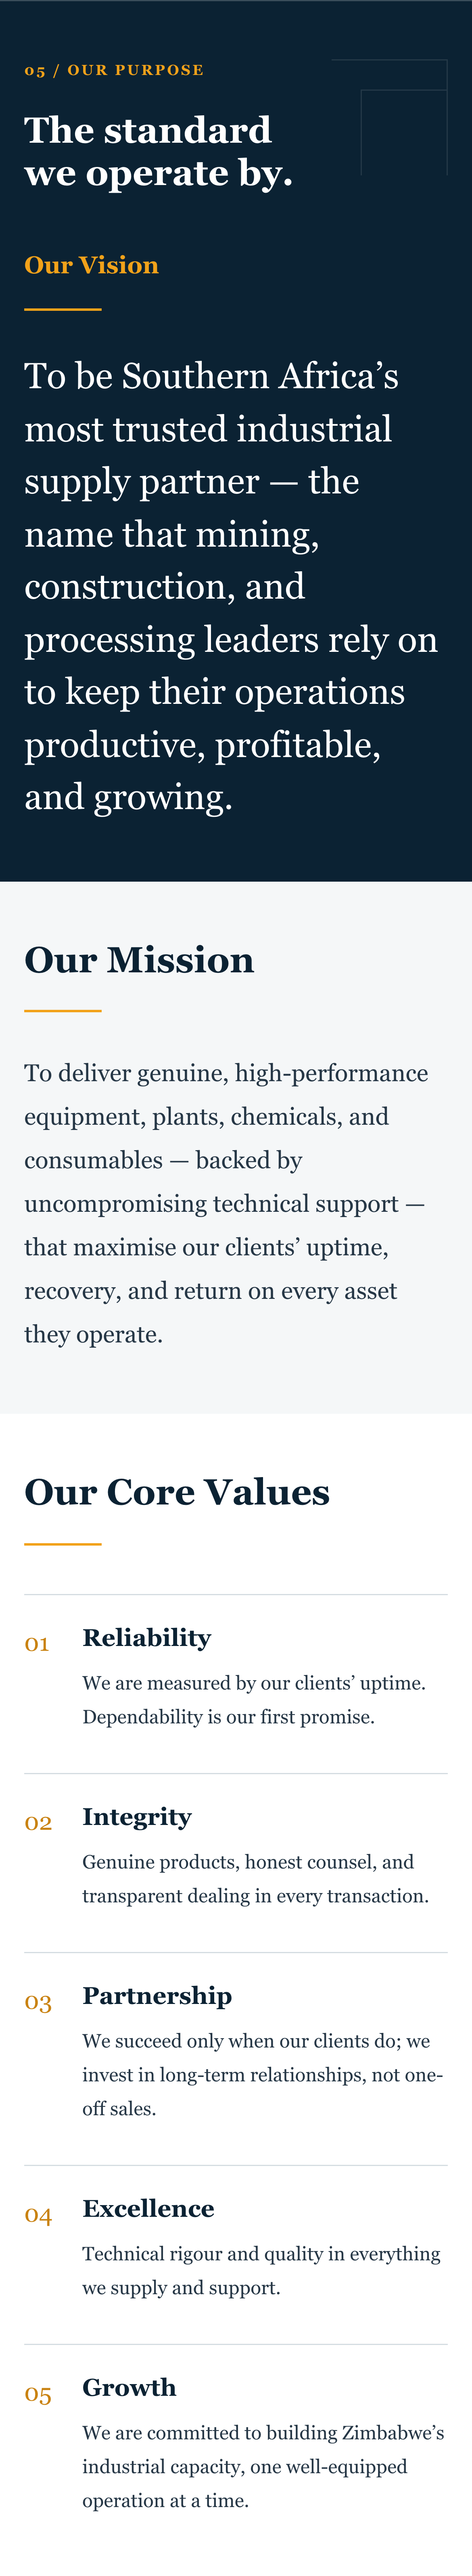 05 / OUR PURPOSE
The standard
we operate by.
Our Vision
To be Southern Africa’s
most trusted industrial
supply partner — the
name that mining,
construction, and
processing leaders rely on
to keep their operations
productive, profitable,
and growing.
Our Mission
To deliver genuine, high-performance
equipment, plants, chemicals, and
consumables — backed by
uncompromising technical support —
that maximise our clients’ uptime,
recovery, and return on every asset
they operate.
Our Core Values
01
Reliability
We are measured by our clients’ uptime.
Dependability is our first promise.
02
Integrity
Genuine products, honest counsel, and
transparent dealing in every transaction.
03
Partnership
We succeed only when our clients do; we
invest in long-term relationships, not one-
off sales.
04
Excellence
Technical rigour and quality in everything
we supply and support.
05
Growth
We are committed to building Zimbabwe’s
industrial capacity, one well-equipped
operation at a time.